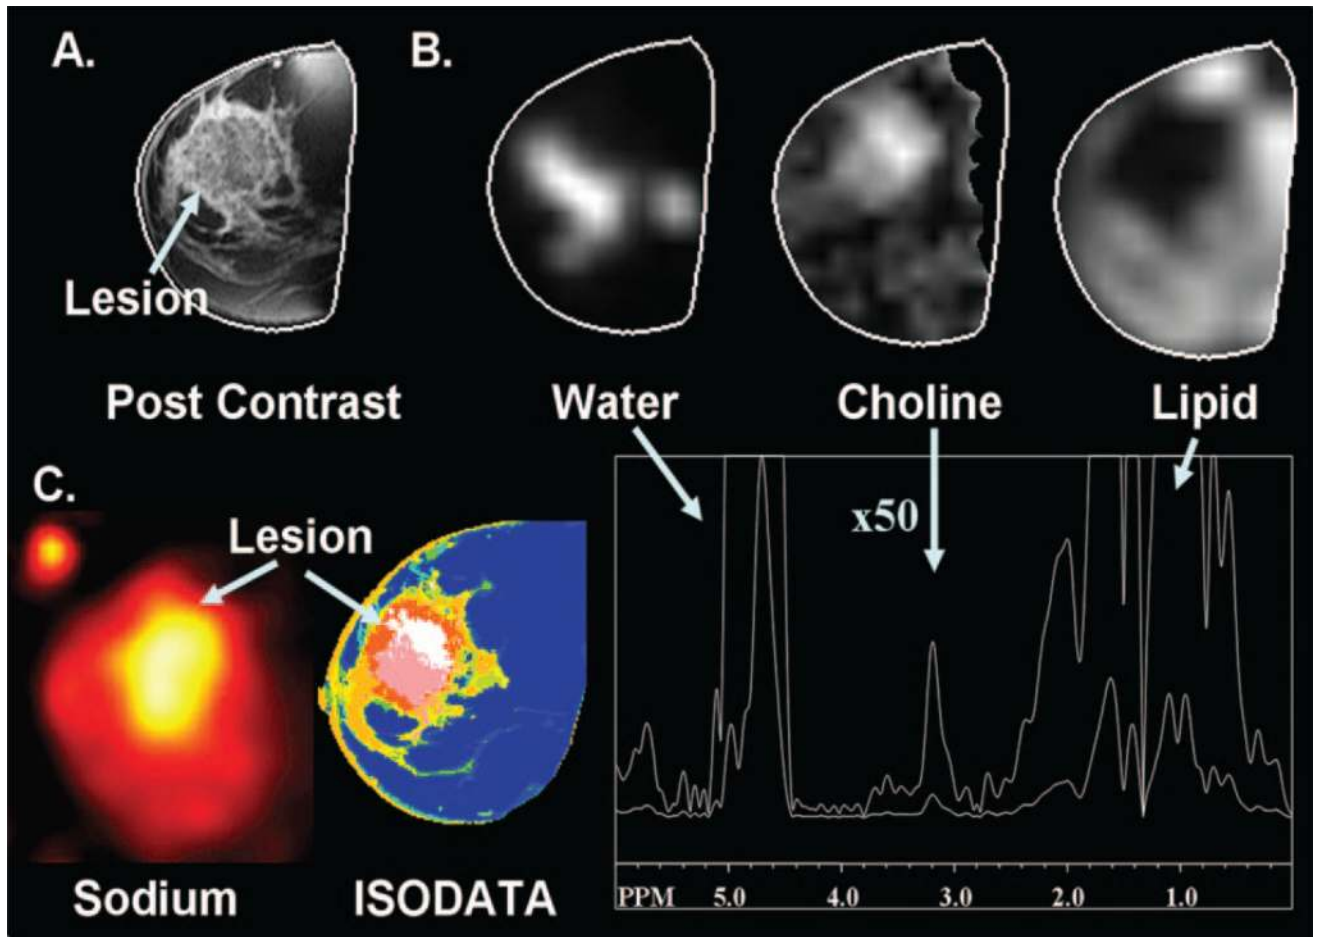 A.
B.
Lesion
Post Contrast
Water
Choline
Lipid
C.
Lesion
x50
Sodium
ISODATA
PPM 5.0 4.0 3.0 2.0 1.0